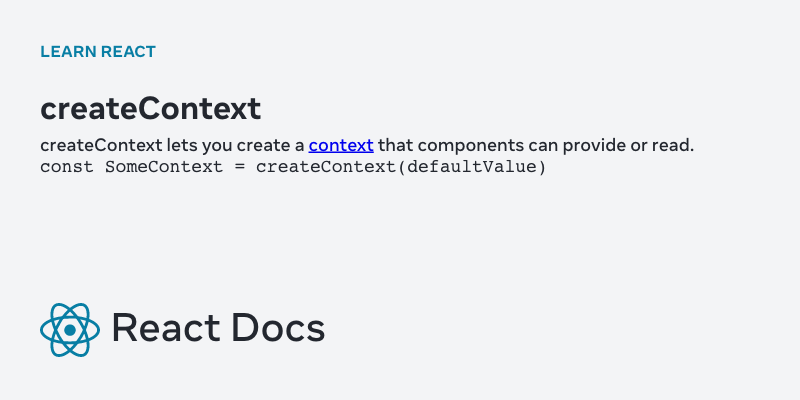 LEARN REACT
createContext
createContext lets you create a context that components can provide or read.
const SomeContext = createContext(defaultValue)
React Docs